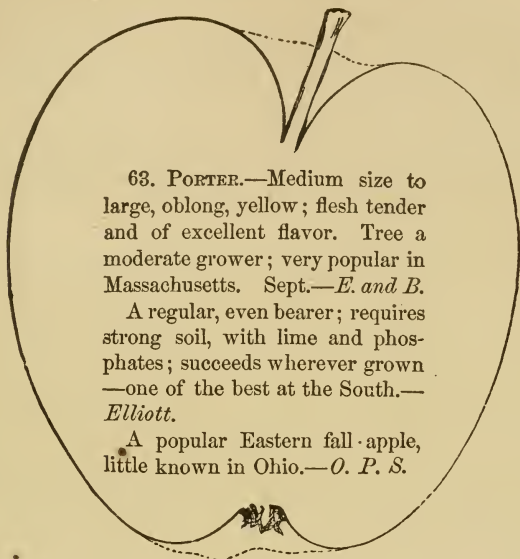 63. PORTER.—Medium size to
large, oblong, yellow; flesh tender
and of excellent flavor. Tree a
moderate grower; very popular in
Massachusetts. Sept.—E. and B.
A regular, even bearer; requires
strong soil, with lime and phos-
phates; succeeds wherever grown
—one of the best at the South.—
Elliott.
A popular Eastern fall apple,
little known in Ohio.—O. P. S.